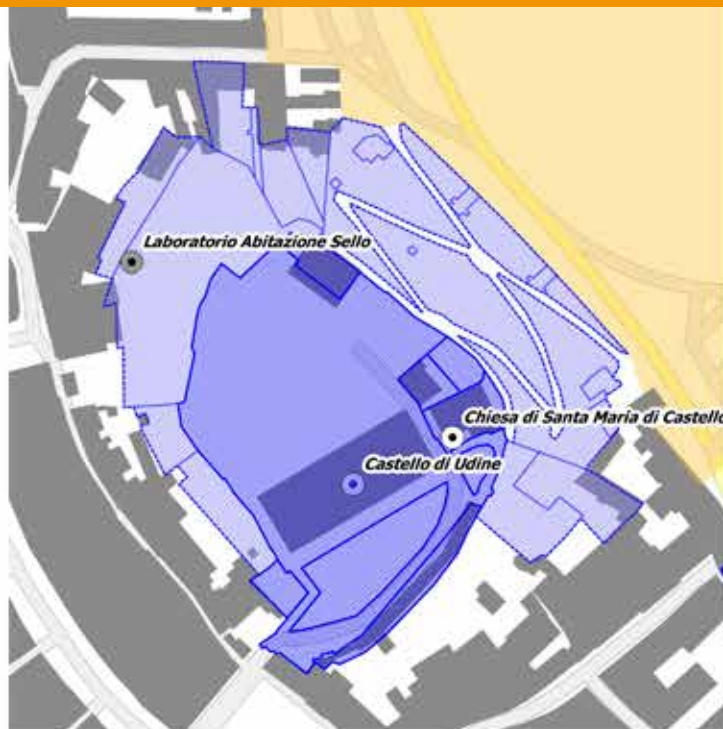 Laboratorio Abitazione Sello
Chiesa di Santa Maria di Castello
Castello di Udine